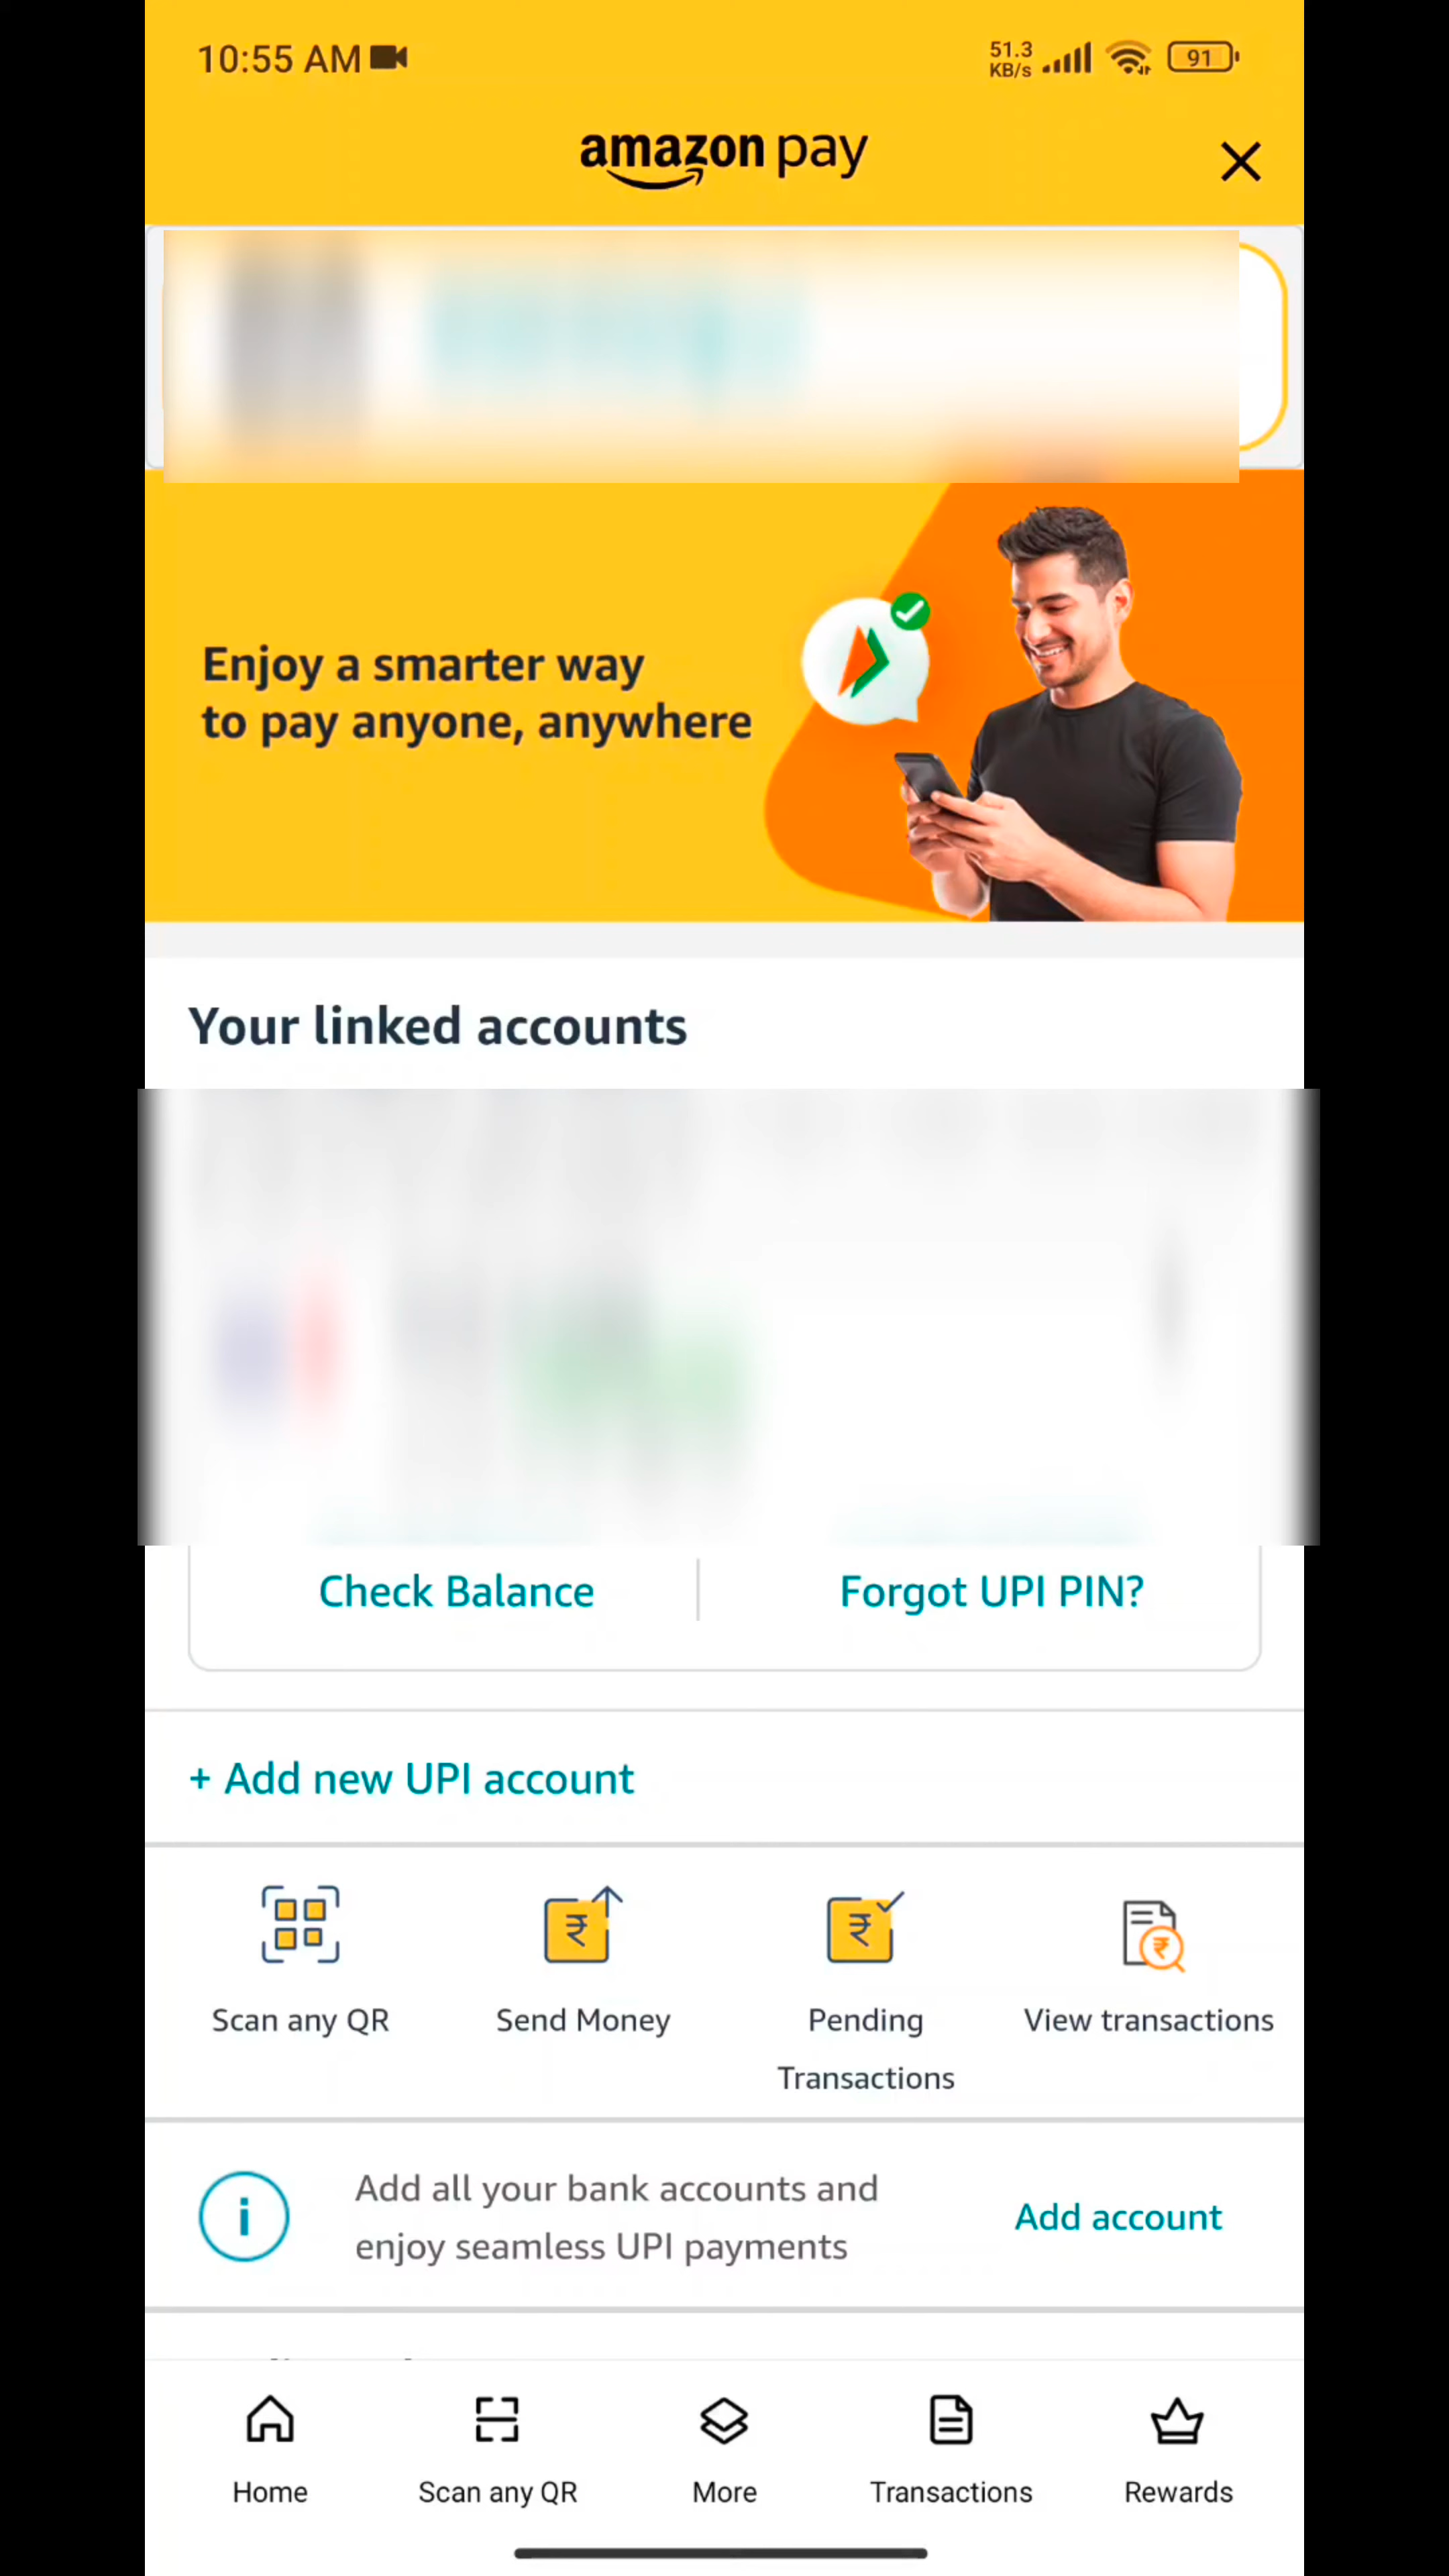 10:55 AM
51.3
KB/s
91
amazon pay
Enjoy a smarter way
to pay anyone, anywhere
Your linked accounts
Check Balance
Forgot UPI PIN?
+ Add new UPI account
Scan any QR
Send Money
Pending
Transactions
View transactions
Add all your bank accounts and
enjoy seamless UPI payments
Add account
Home
Scan any QR
More
Transactions
Rewards